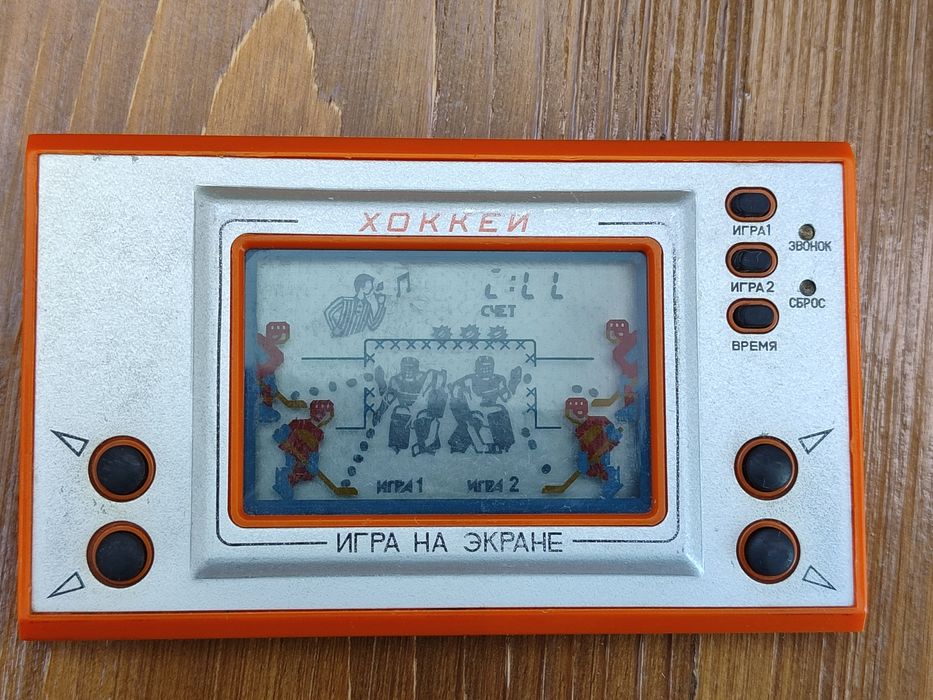 ХОККЕЙ
СЧЕТ
ИГРА 1
ИГРА 2
ИГРА НА ЭКРАНЕ
ИГРА1
ЗВОНОК
ИГРА 2
СБРОС
ВРЕМЯ